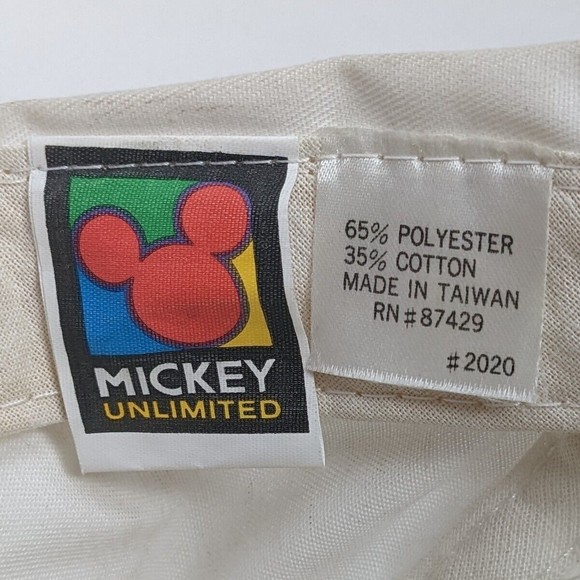 MICKEY
UNLIMITED
65% POLYESTER
35% COTTON
MADE IN TAIWAN
RN#87429
#2020